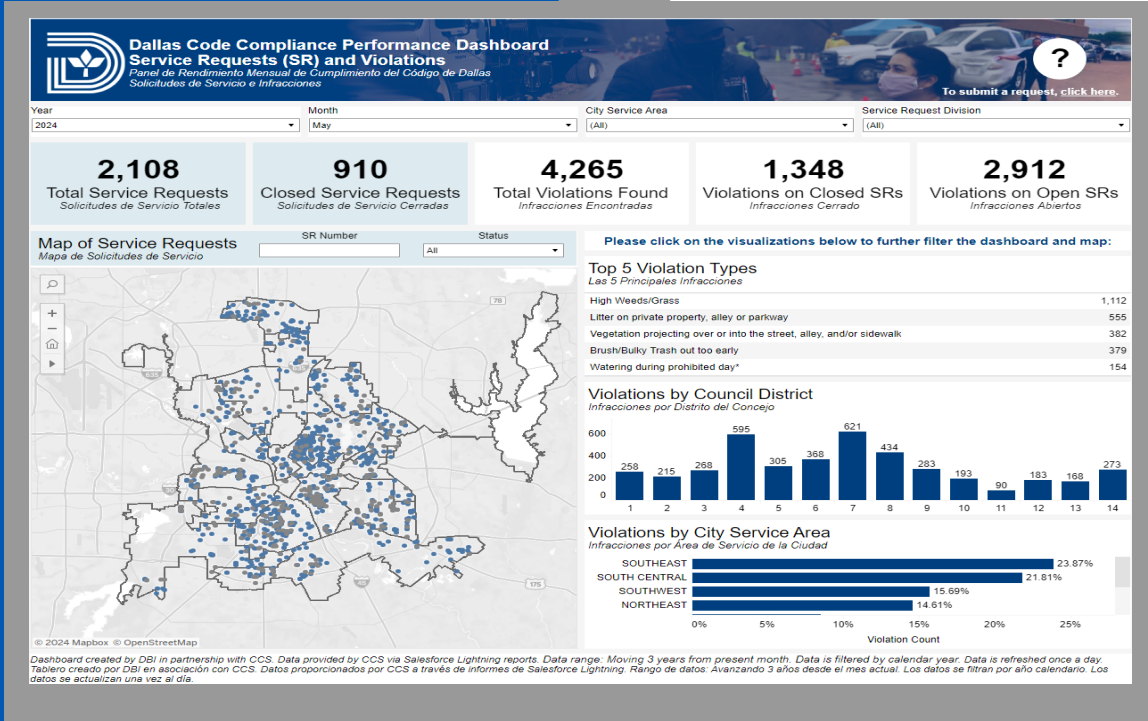 Dallas Code Compliance Performance Dashboard
Service Requests (SR) and Violations
Panel de Rendimiento Mensual de Cumplimiento del Código de Dallas
Solicitudes de Servicio e Infracciones
?
To submit a request, click here.
Year
2024
Month
May
City Service Area
(All)
Service Request Division
(All)
2,108
Total Service Requests
Solicitudes de Servicio Totales
910
Closed Service Requests
Solicitudes de Servicio Cerradas
4,265
Total Violations Found
Infracciones Encontradas
1,348
Violations on Closed SRs
Infracciones Cerrado
2,912
Violations on Open SRs
Infracciones Abiertos
Map of Service Requests
Mapa de Solicitudes de Servicio
SR Number
Status
All
78
635
635
175
© 2024 Mapbox © OpenStreetMap
Please click on the visualizations below to further filter the dashboard and map:
Top 5 Violation Types
Las 5 Principales Infracciones
High Weeds/Grass 1,112
Litter on private property, alley or parkway 555
Vegetation projecting over or into the street, alley, and/or sidewalk 382
Brush/Bulky Trash out too early 379
Watering during prohibited day* 154
Violations by Council District
Infracciones por Distrito del Concejo
600
400
200
0
258 215 268 595 305 368 621 434 283 193 90 183 168 273
1 2 3 4 5 6 7 8 9 10 11 12 13 14
Violations by City Service Area
Infracciones por Área de Servicio de la Ciudad
SOUTHEAST 23.87%
SOUTH CENTRAL 21.81%
SOUTHWEST 15.69%
NORTHEAST 14.61%
0% 5% 10% 15% 20% 25%
Violation Count
Dashboard created by DBI in partnership with CCS. Data provided by CCS via Salesforce Lightning reports. Data range: Moving 3 years from present month. Data is filtered by calendar year. Data is refreshed once a day.
Tablero creado por DBI en asociación con CCS. Datos proporcionados por CCS a través de informes de Salesforce Lightning. Rango de datos: Avanzando 3 años desde el mes actual. Los datos se filtran por año calendario. Los
datos se actualizan una vez al día.